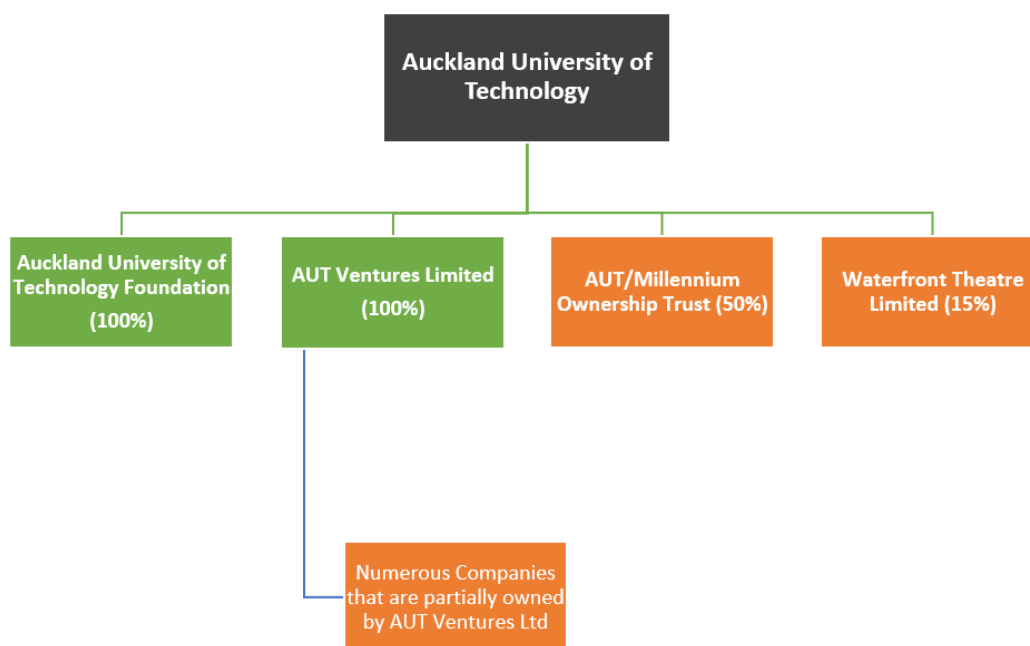 Auckland University of
Technology
Auckland University of
Technology Foundation
(100%)
AUT Ventures Limited
(100%)
AUT/Millennium
Ownership Trust (50%)
Waterfront Theatre
Limited (15%)
Numerous Companies
that are partially owned
by AUT Ventures Ltd